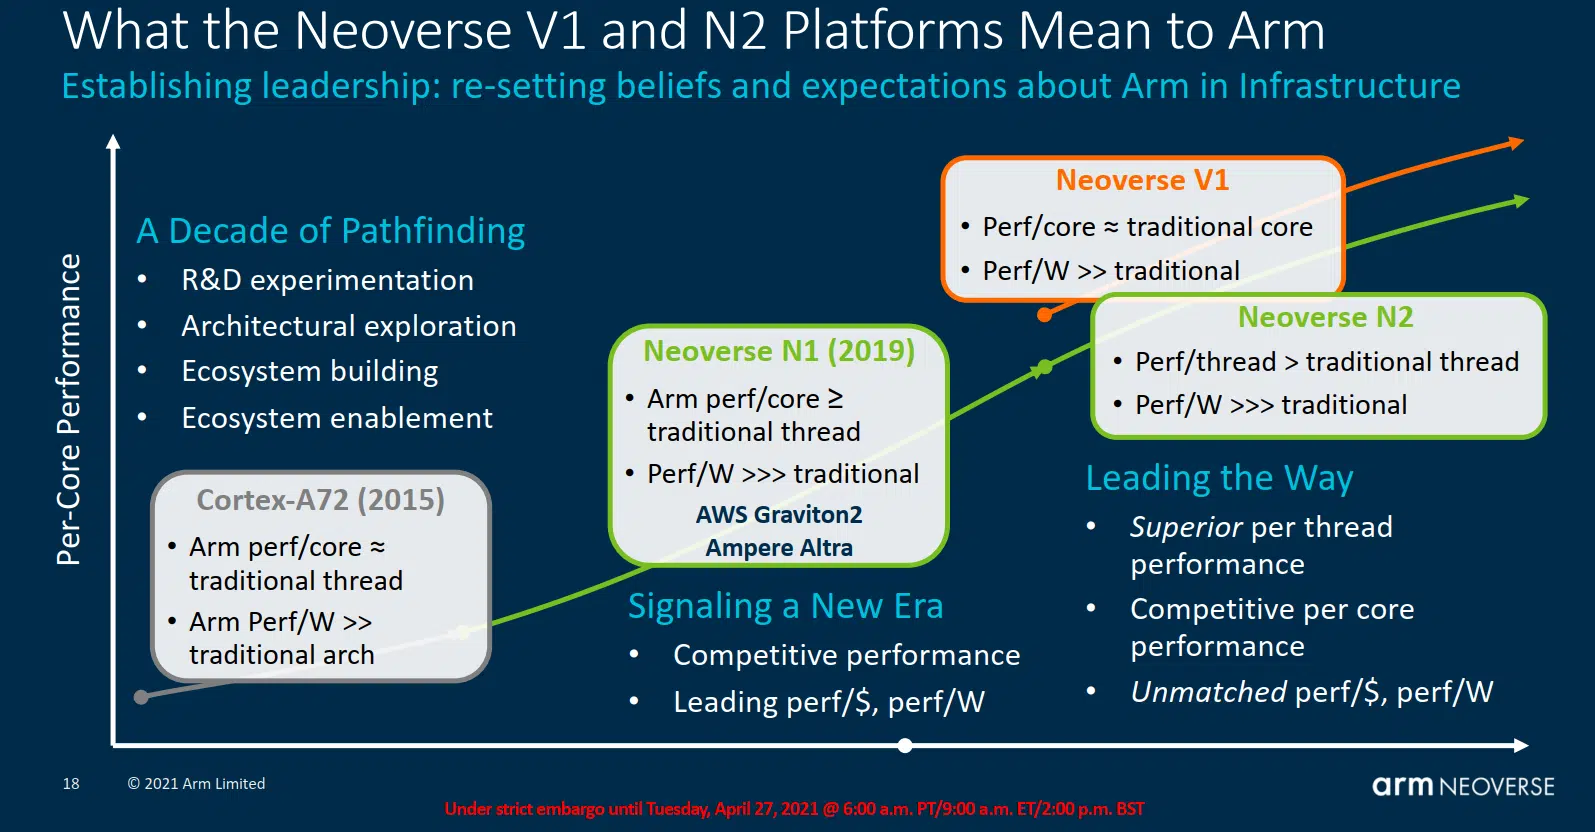 What the Neoverse V1 and N2 Platforms Mean to Arm
Establishing leadership: re-setting beliefs and expectations about Arm in Infrastructure
Per-Core Performance
A Decade of Pathfinding
• R&D experimentation
• Architectural exploration
• Ecosystem building
• Ecosystem enablement
Cortex-A72 (2015)
• Arm perf/core ≈
traditional thread
• Arm Perf/W >>
traditional arch
Neoverse N1 (2019)
• Arm perf/core ≥
traditional thread
• Perf/W >>> traditional
AWS Graviton2
Ampere Altra
Signaling a New Era
• Competitive performance
• Leading perf/$, perf/W
Neoverse V1
• Perf/core ≈ traditional core
• Perf/W >> traditional
Neoverse N2
• Perf/thread > traditional thread
• Perf/W >>> traditional
Leading the Way
• Superior per thread
performance
• Competitive per core
performance
• Unmatched perf/$, perf/W
18 © 2021 Arm Limited
arm NEOVERSE
Under strict embargo until Tuesday, April 27, 2021 @ 6:00 a.m. PT/9:00 a.m. ET/2:00 p.m. BST